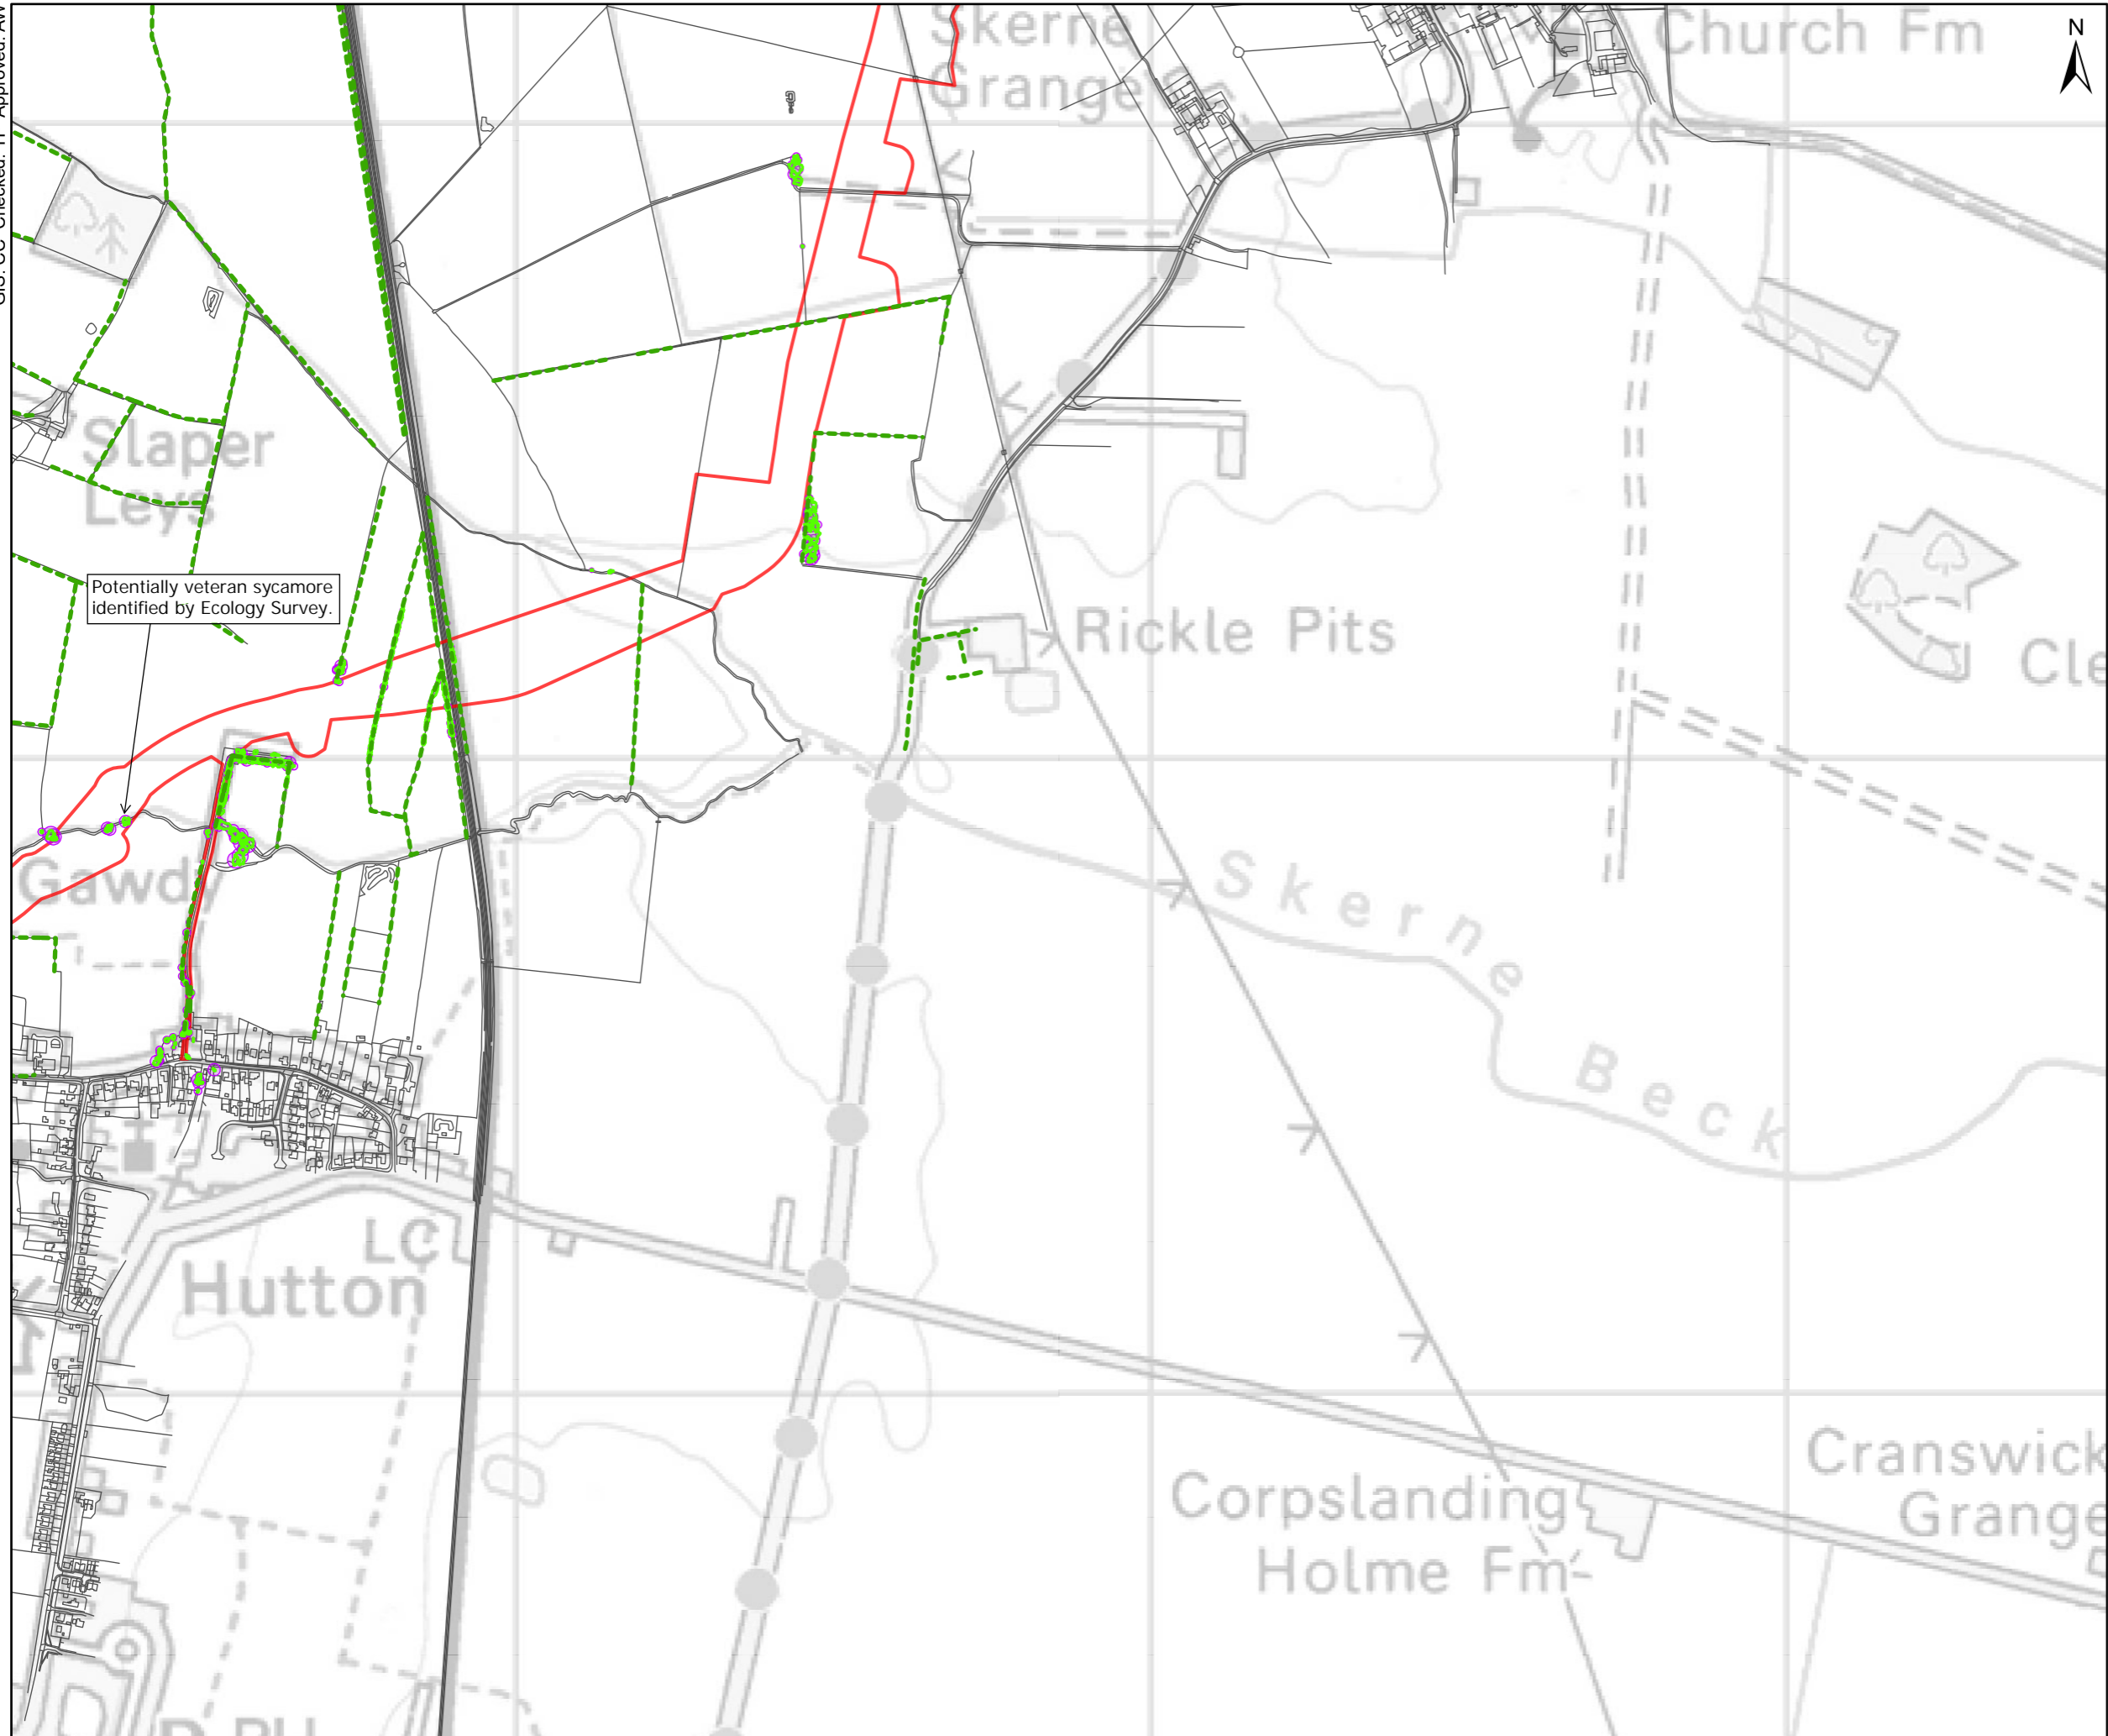 N
Skerne
Grange
Church Fm
Slaper
Leys
Potentially veteran sycamore
identified by Ecology Survey.
Rickle Pits
Gawdy
Skerne
Beck
LC
Hutton
Cranswick
Grange
Corpslanding
Holme Fm